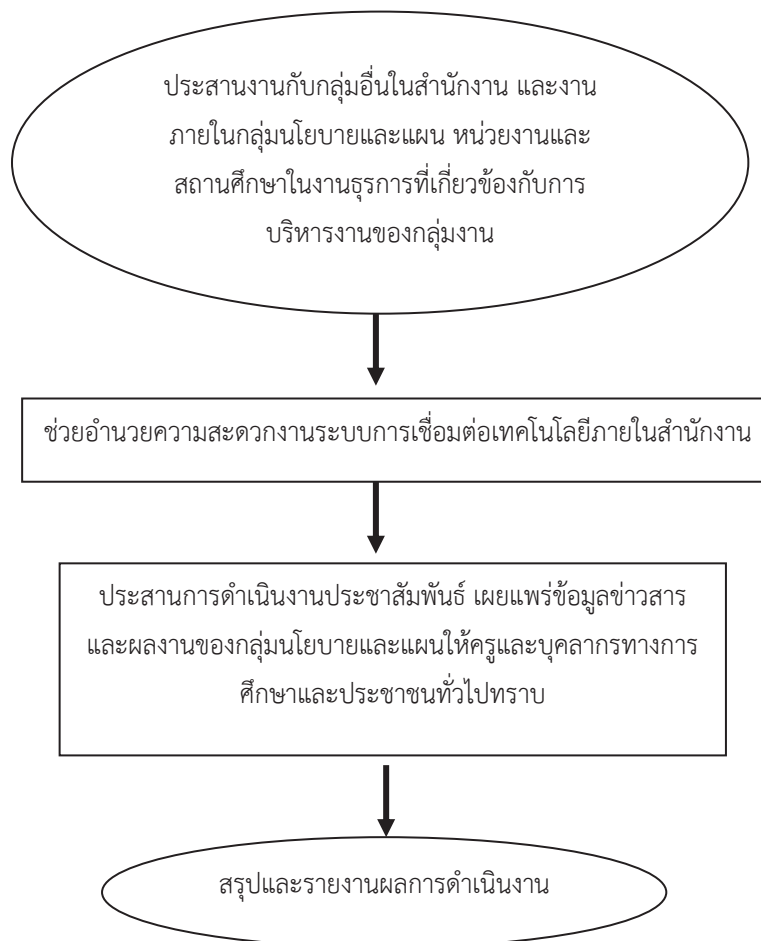 ประสานงานกับกลุ่มอื่นในสำนักงาน และงาน
ภายในกลุ่มนโยบายและแผน หน่วยงานและ
สถานศึกษาในงานธุรการที่เกี่ยวข้องกับการ
บริหารงานของกลุ่มงาน
ช่วยอำนวยความสะดวกงานระบบการเชื่อมต่อเทคโนโลยีภายในสำนักงาน
ประสานการดำเนินงานประชาสัมพันธ์ เผยแพร่ข้อมูลข่าวสาร
และผลงานของกลุ่มนโยบายและแผนให้ครูและบุคลากรทางการ
ศึกษาและประชาชนทั่วไปทราบ
สรุปและรายงานผลการดำเนินงาน